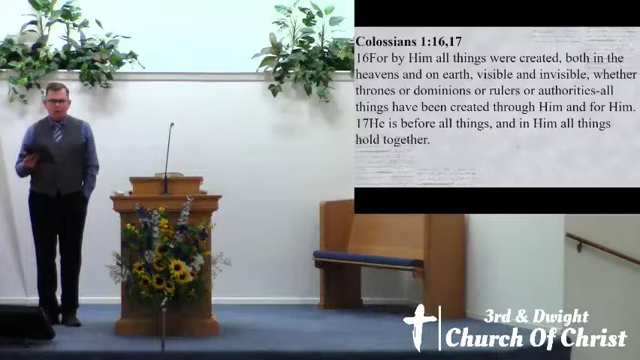 Colossians 1:16,17
16For by Him all things were created, both in the
heavens and on earth, visible and invisible, whether
thrones or dominions or rulers or authorities-all
things have been created through Him and for Him.
17He is before all things, and in Him all things
hold together.
3rd & Dwight
Church Of Christ